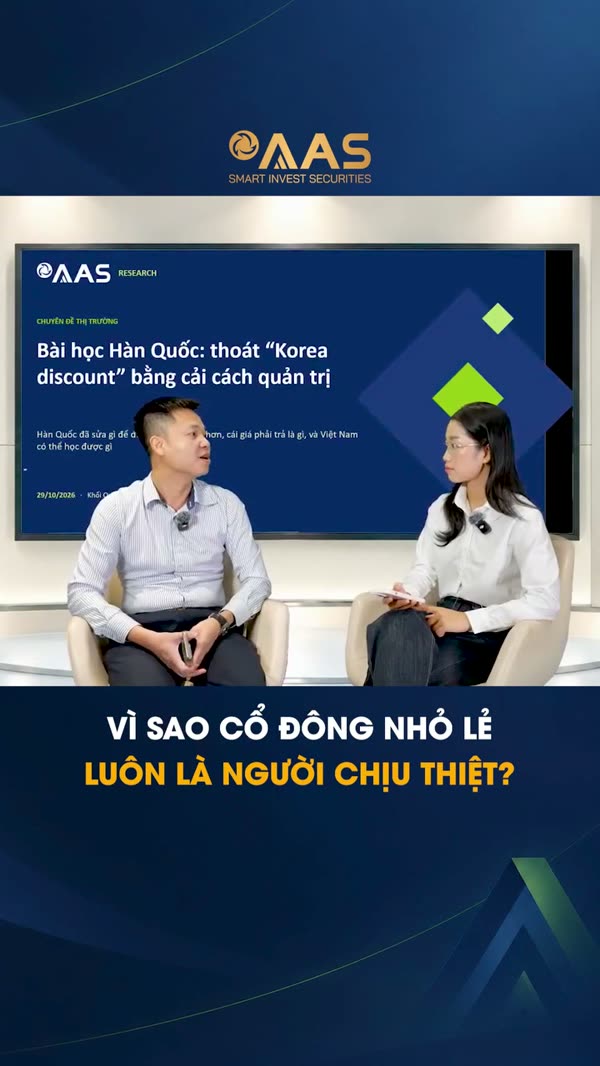 AAS
SMART INVEST SECURITIES
AAS RESEARCH
CHUYÊN ĐỀ THỊ TRƯỜNG
Bài học Hàn Quốc: thoát “Korea
discount” bằng cải cách quản trị
Hàn Quốc đã sửa gì để hơn, cái giá phải trả là gì, và Việt Nam
có thể học được gì
29/10/2026 · Khối
VÌ SAO CỔ ĐÔNG NHỎ LẺ
LUÔN LÀ NGƯỜI CHỊU THIỆT?